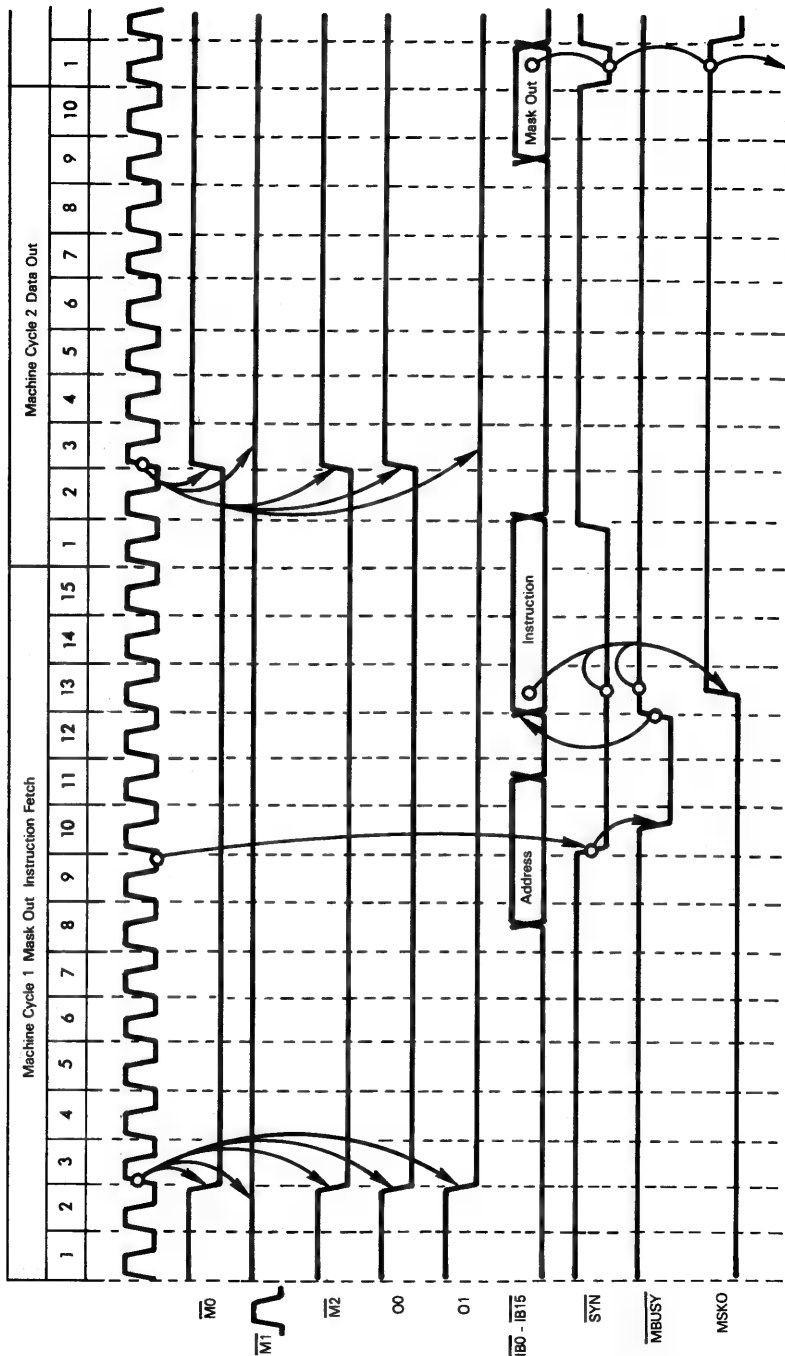 Machine Cycle 1 Mask Out Instruction Fetch Machine Cycle 2 Data Out
1 2 3 4 5 6 7 8 9 10 11 12 13 14 15 1 2 3 4 5 6 7 8 9 10 1
M0
M1
M2
O0
O1
IB0 - IB15 Address Instruction Mask Out
SYN
MBUSY
MSKO